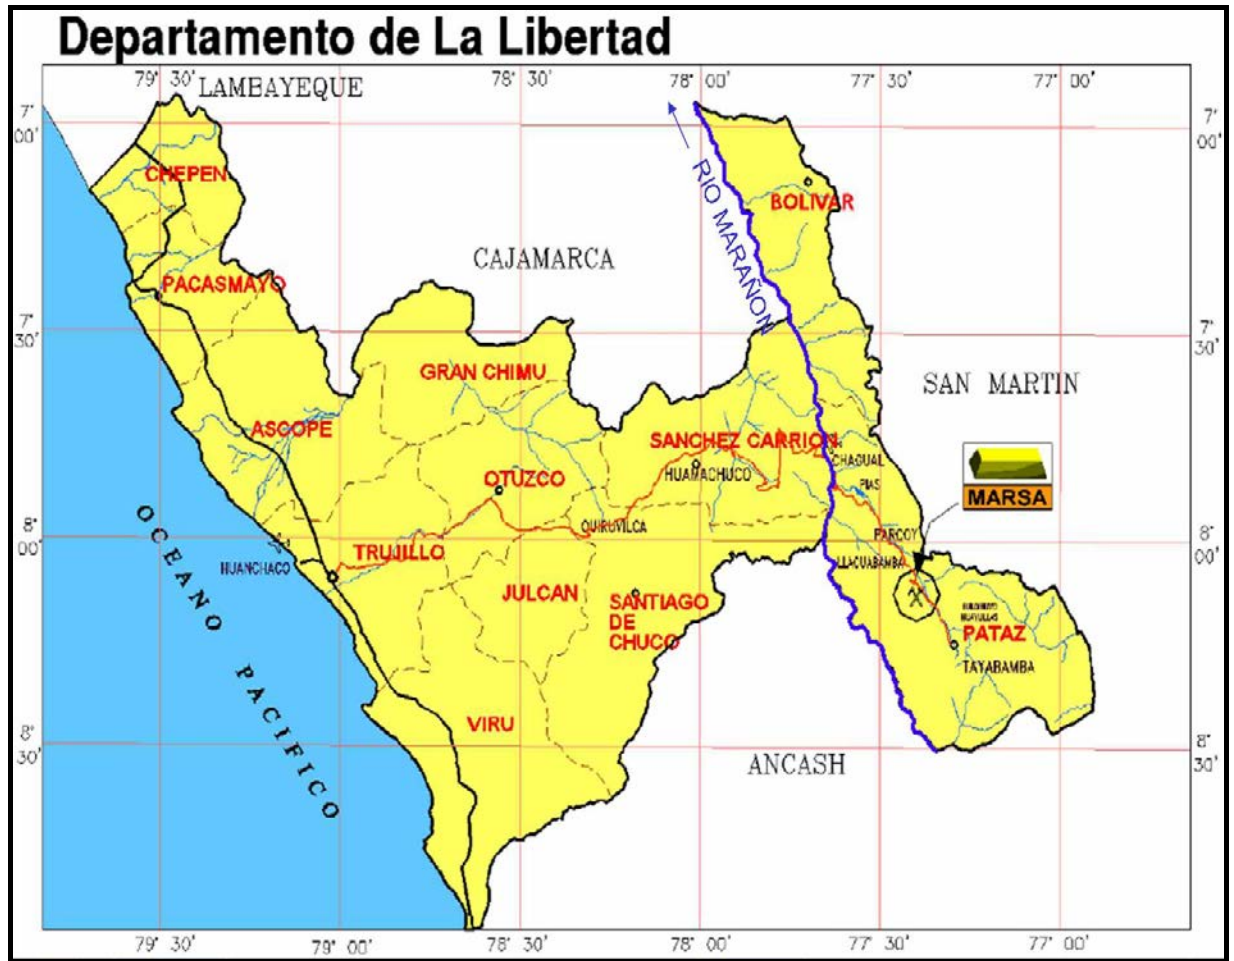 Departamento de La Libertad
79° 30'
LAMBAYEQUE
78° 30'
78° 00'
77° 30'
77° 00'
7°
00'
7°
00'
CHEPEN
BOLIVAR
RIO MARAÑON
CAJAMARCA
PACASMAYO
7°
30'
7°
30'
GRAN CHIMU
SAN MARTIN
ASCOPE
SANCHEZ CARRION
CHAGUAL
HUAMACHUCO
MARSA
OTUZCO
PIAS
QUIRUVILCA
8°
00'
8°
00'
PARCOY
TRUJILLO
HUANCHACO
LLACUABAMBA
JULCAN
SANTIAGO
DE
CHUCO
PATAZ
TAYABAMBA
OCEANO PACIFICO
VIRU
8°
30'
8°
30'
ANCASH
79° 30'
79° 00'
78° 30'
78° 00'
77° 30'
77° 00'